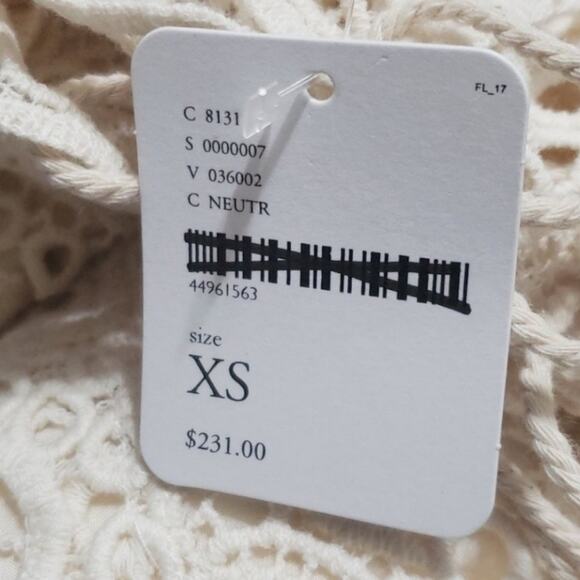 FL_17
C 8131
S 0000007
V 036002
C NEUTR
44961563
size
XS
$231.00